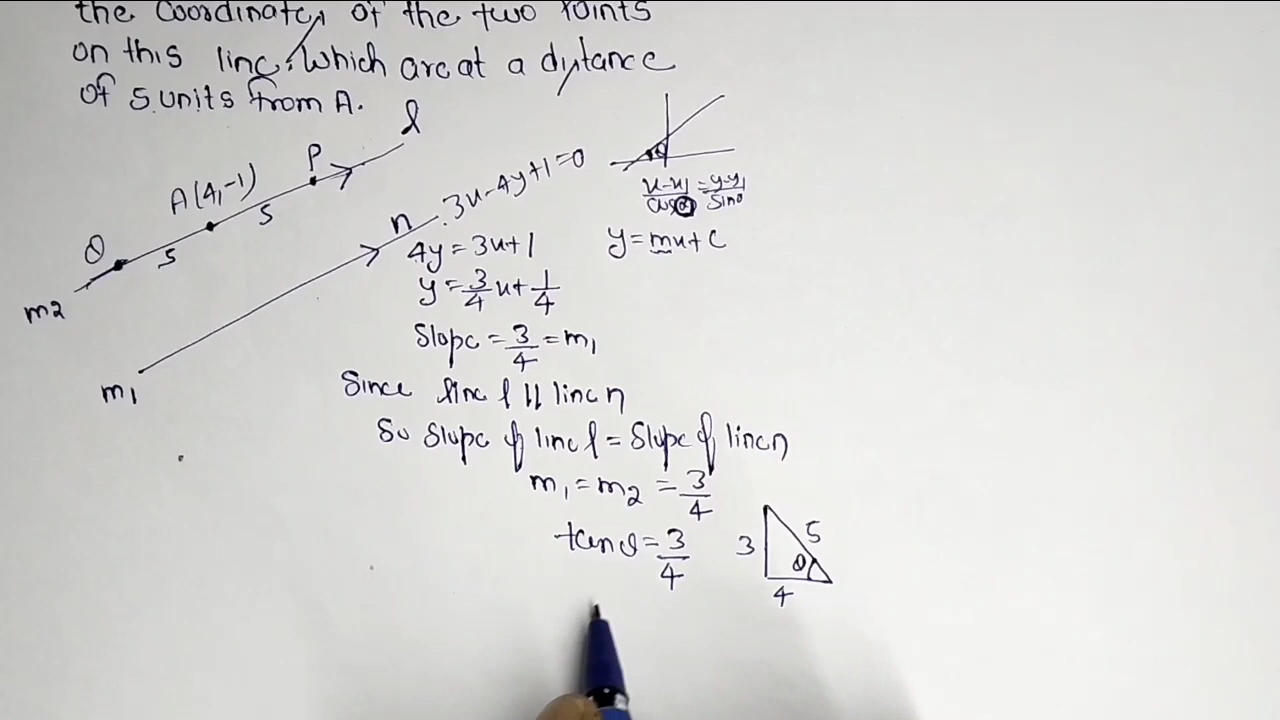 the Coordinates of the two Points
on this line, which are at a distance
of 5 units from A.
l
P
A(4,-1)
5
Q
5
m2
n
3x-4y+1=0
m1
x-x1/cosθ = y-y1/sinθ
y=mx+c
4y=3x+1
y=3/4x+1/4
Slope=3/4=m1
Since line l || line n
So slope of line l = Slope of line n
m1=m2=3/4
tanθ=3/4
3
5
θ
4